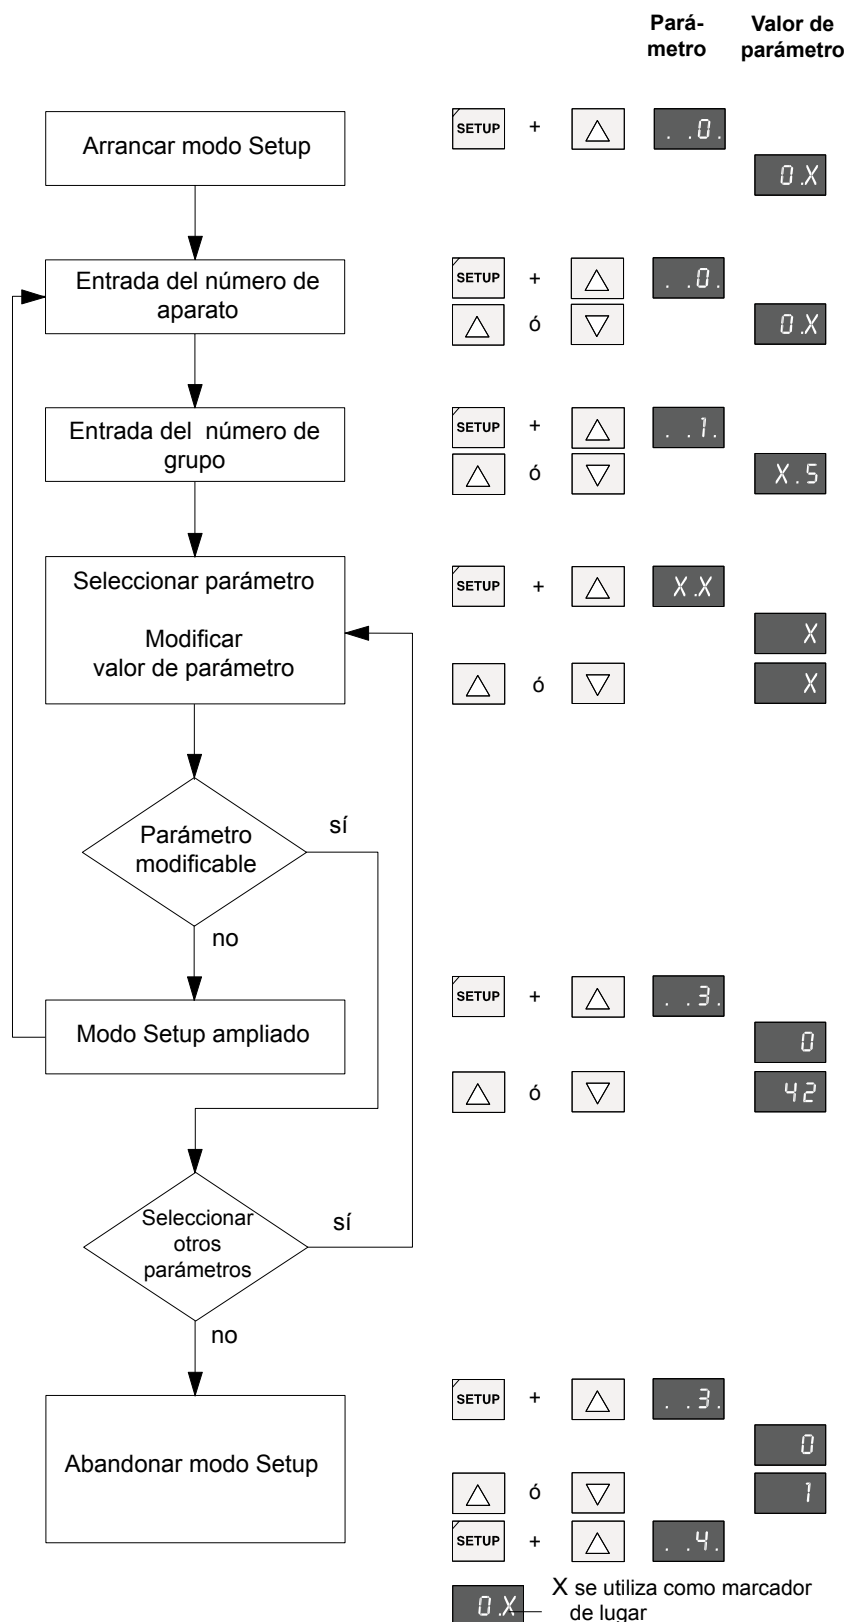 Pará-
metro
Valor de
parámetro
Arrancar modo Setup
SETUP + . .0.
0.X
Entrada del número de
aparato
SETUP + . .0.
ó 0.X
Entrada del número de
grupo
SETUP + . .1.
ó X.5
Seleccionar parámetro
Modificar
valor de parámetro
SETUP + X.X
X
ó X
Parámetro
modificable
sí
no
Modo Setup ampliado
SETUP + . .3.
0
ó 42
Seleccionar
otros
parámetros
sí
no
Abandonar modo Setup
SETUP + . .3.
0
ó 1
SETUP + . .4.
0.X
X se utiliza como marcador
de lugar